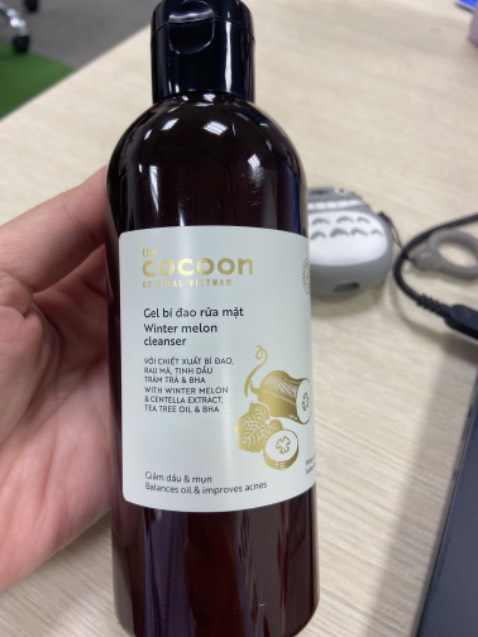 the
cocoon
ORIGINAL VIETNAM
Gel bí đao rửa mặt
Winter melon
cleanser
VỚI CHIẾT XUẤT BÍ ĐAO,
RAU MÁ, TINH DẦU
TRÀM TRÀ & BHA
WITH WINTER MELON
& CENTELLA EXTRACT,
TEA TREE OIL & BHA
Giảm dầu & mụn
Balances oil & improves acnes